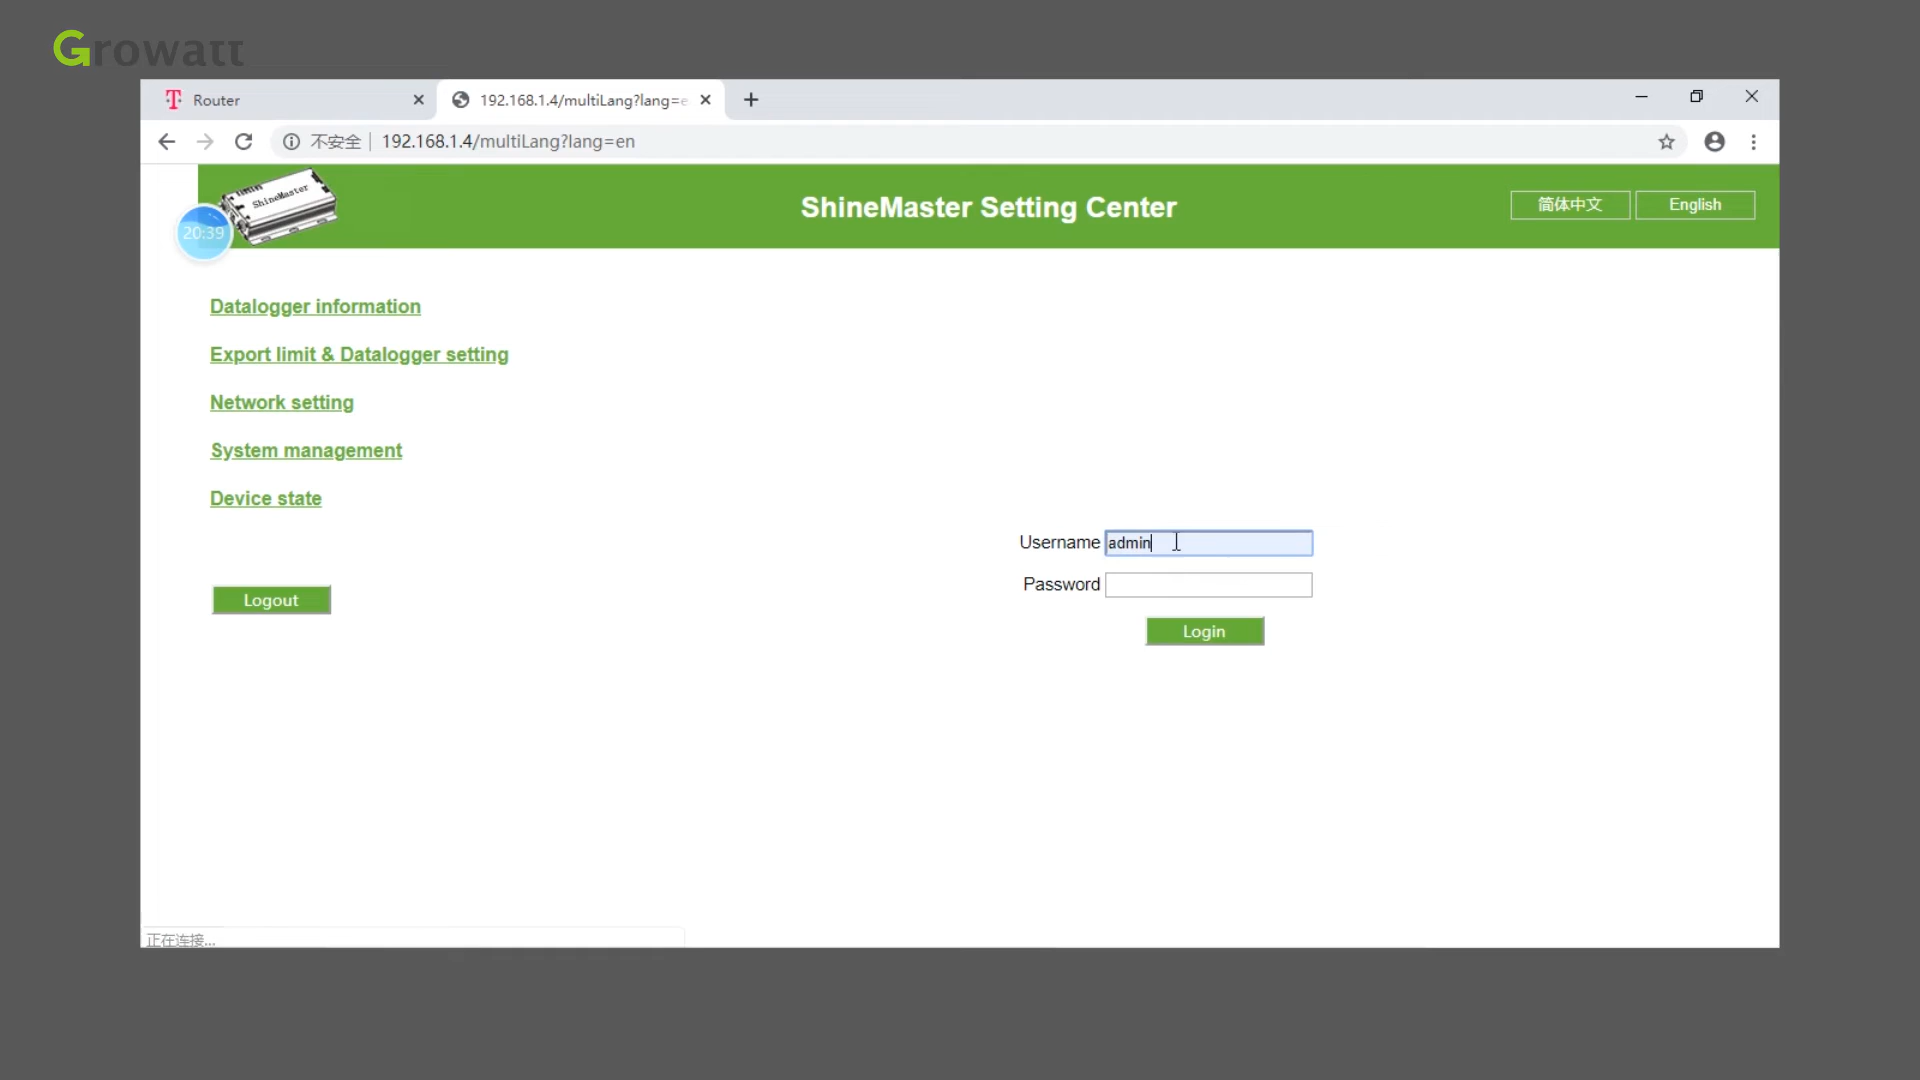 Growatt
Router
192.168.1.4/multiLang?lang=e
不安全
192.168.1.4/multiLang?lang=en
ShineMaster
ShineMaster Setting Center
简体中文
English
20:39
Datalogger information
Export limit & Datalogger setting
Network setting
System management
Device state
Username admin
Password
Logout
Login
正在连接...